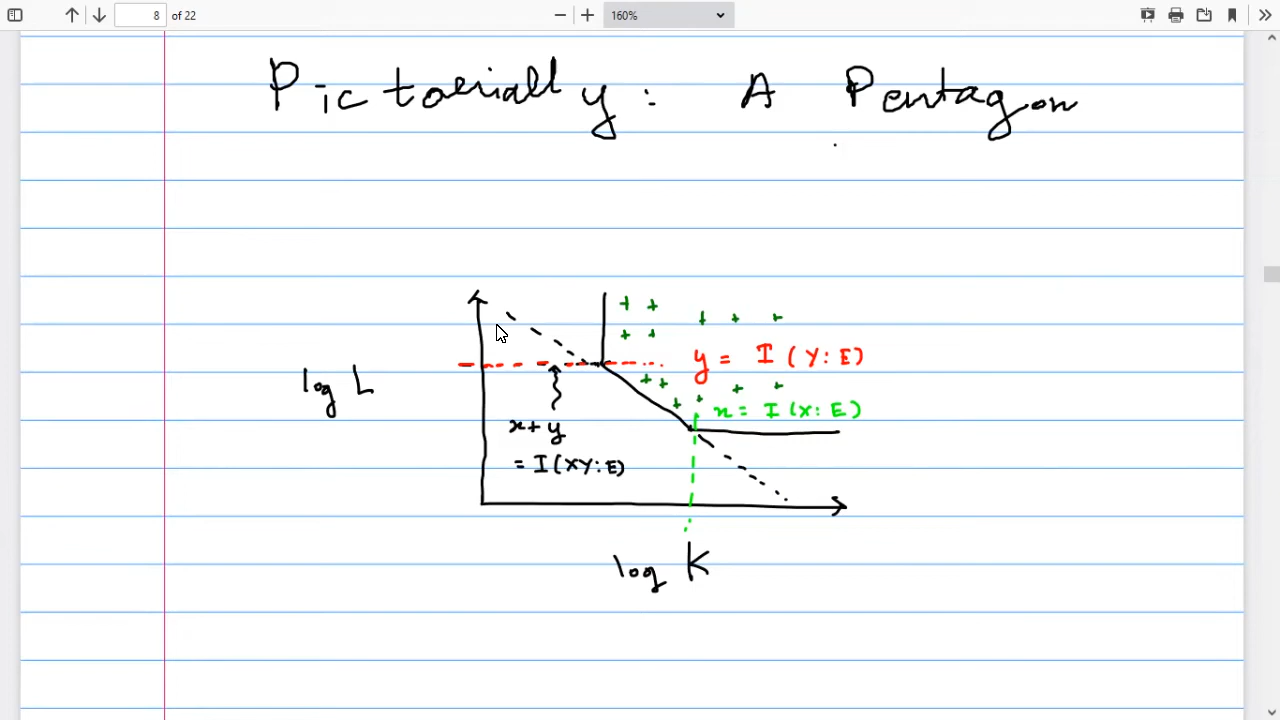 8 of 22
160%
Pictorially: A Pentagon
y = I (Y:E)
log L
x = I (X:E)
x+y
= I(XY:E)
log K